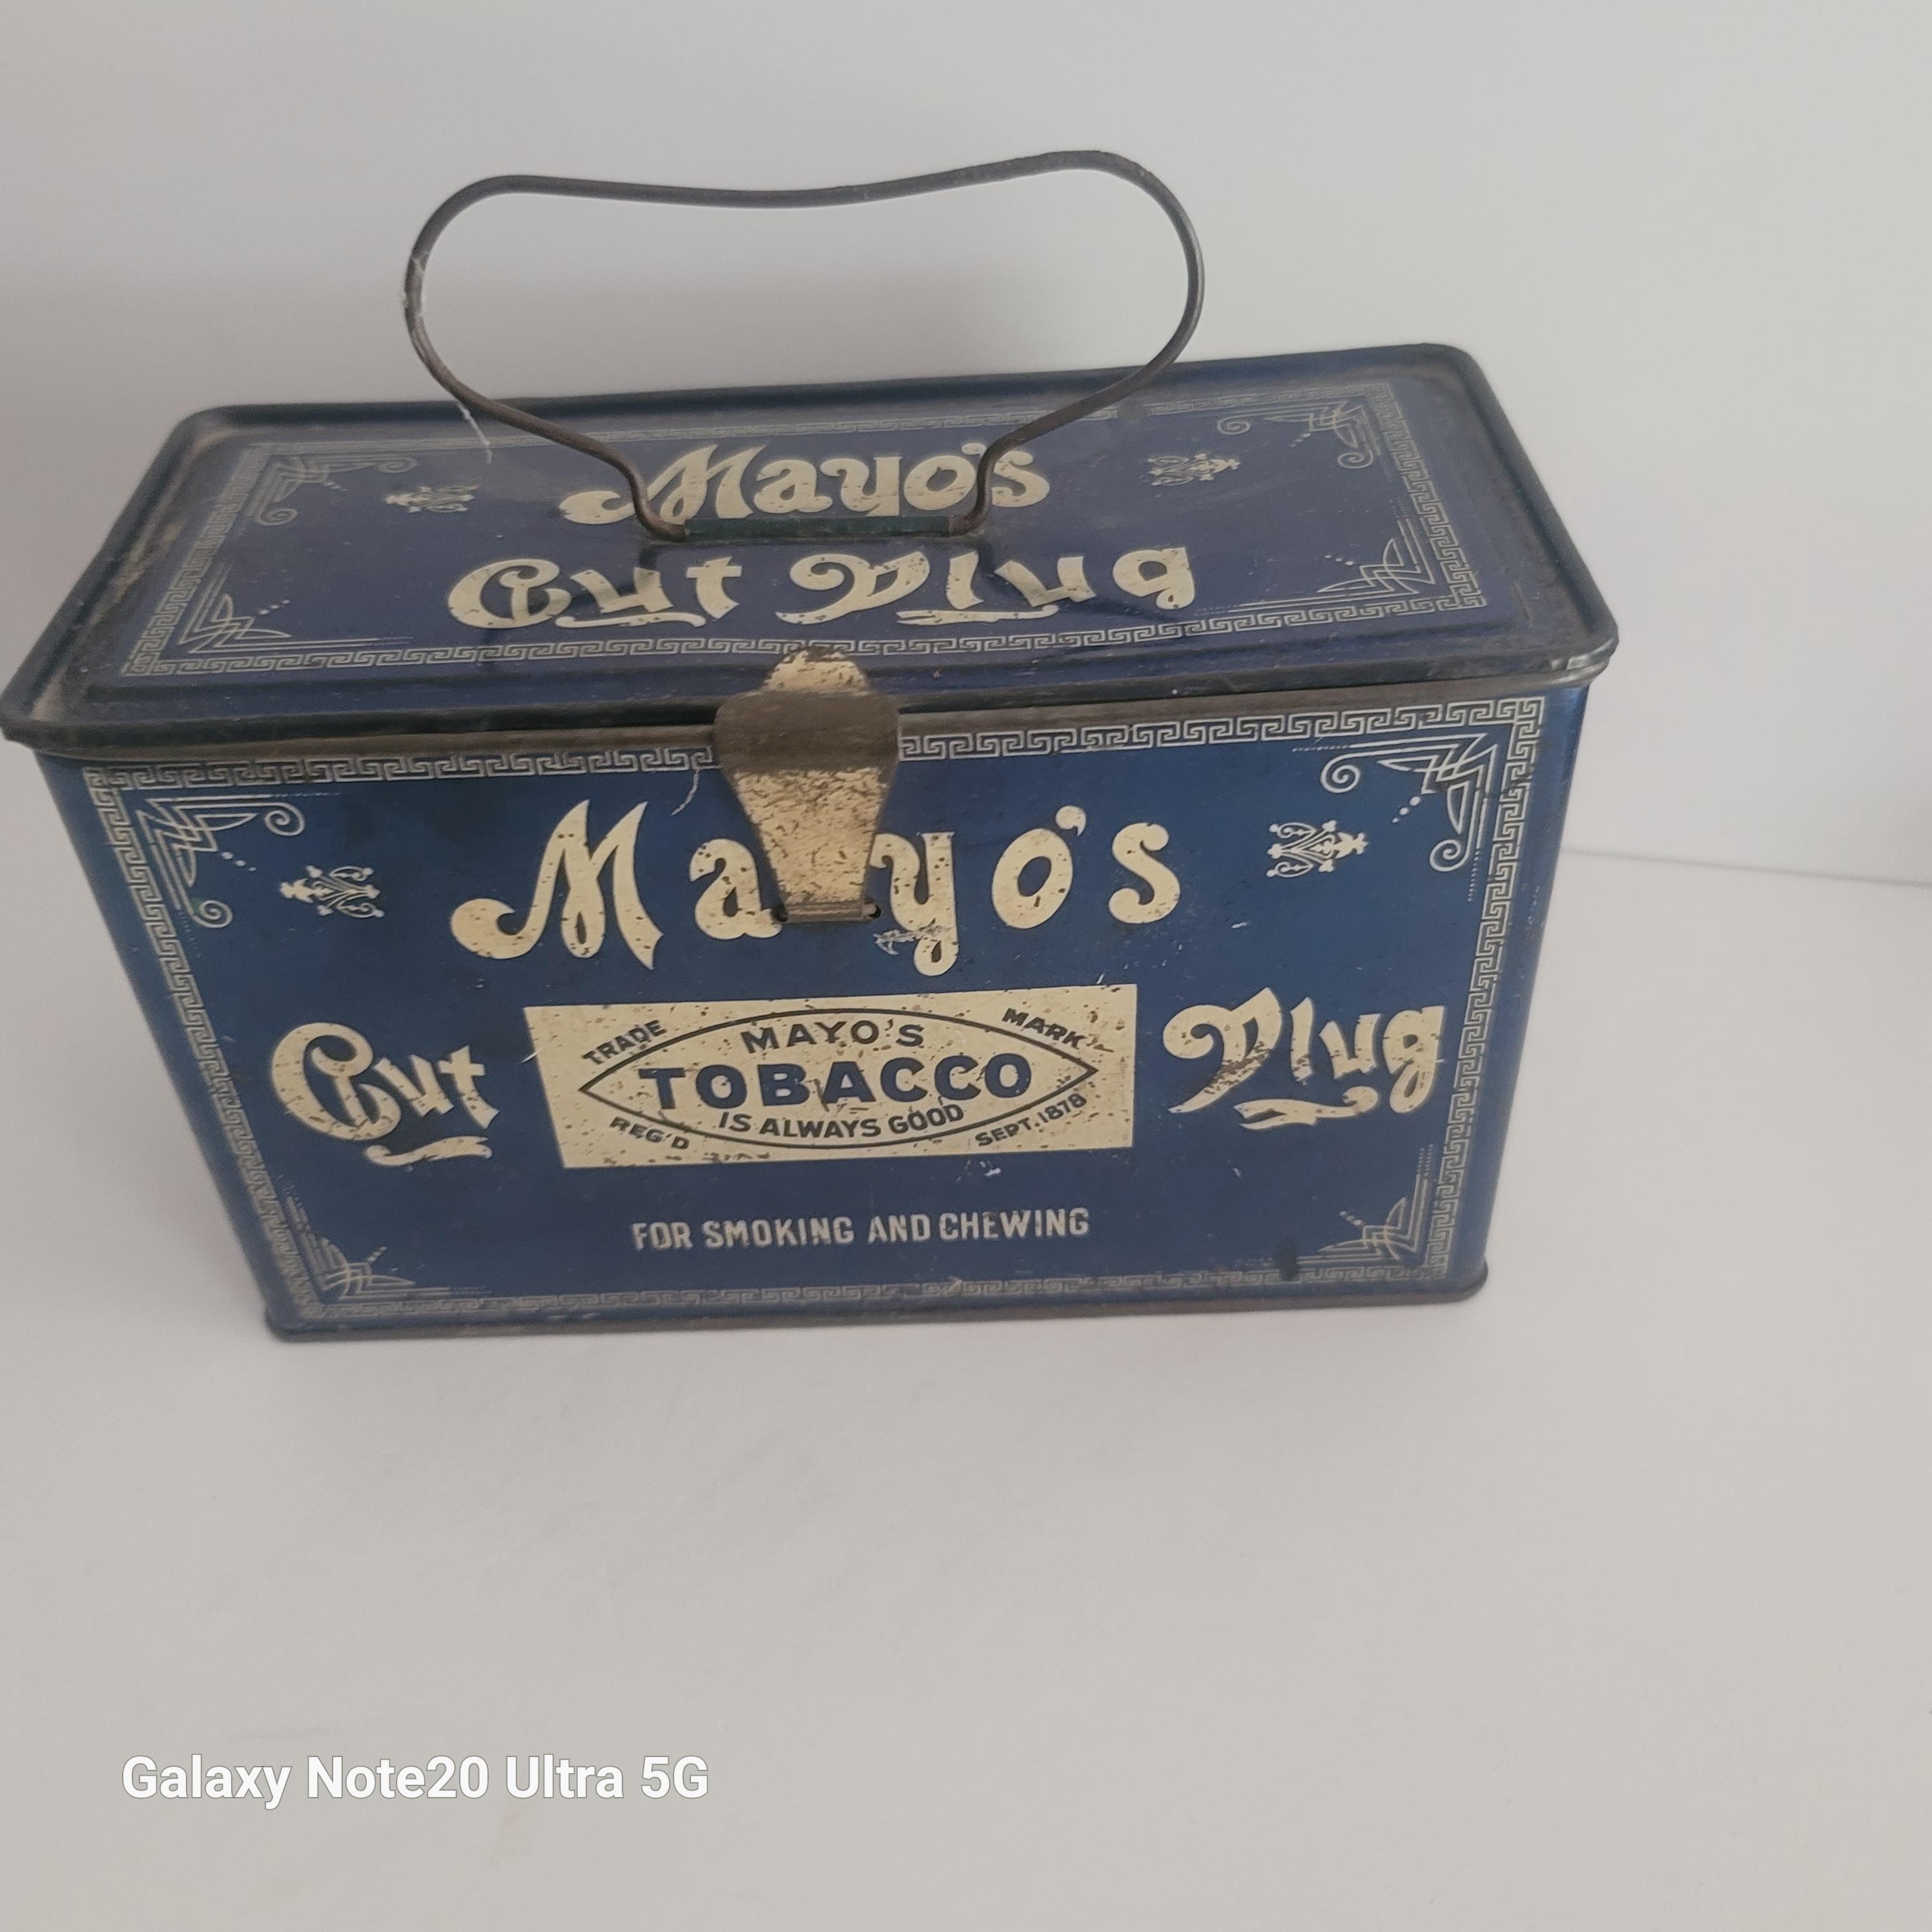 Mayo's
Cut Plug
Mayo's
Cut Plug
TRADE MARK
MAYO'S
TOBACCO
IS ALWAYS GOOD
REG'D SEPT. 1878
FOR SMOKING AND CHEWING
Galaxy Note20 Ultra 5G